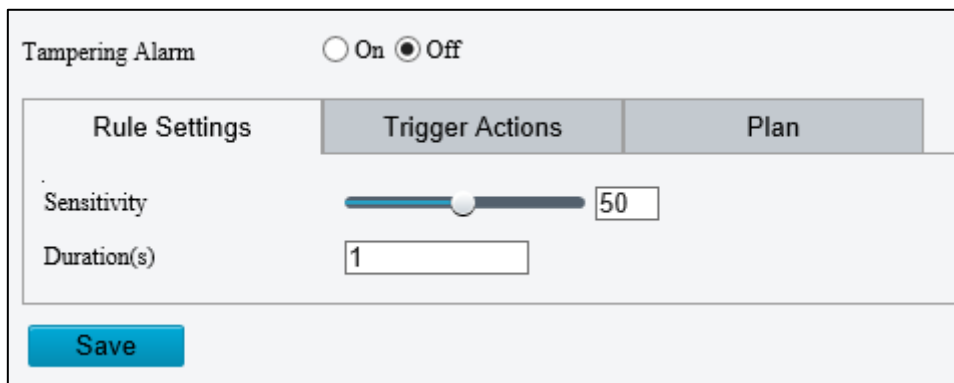 Tampering Alarm On Off
Rule Settings Trigger Actions Plan
Sensitivity 50
Duration(s) 1
Save